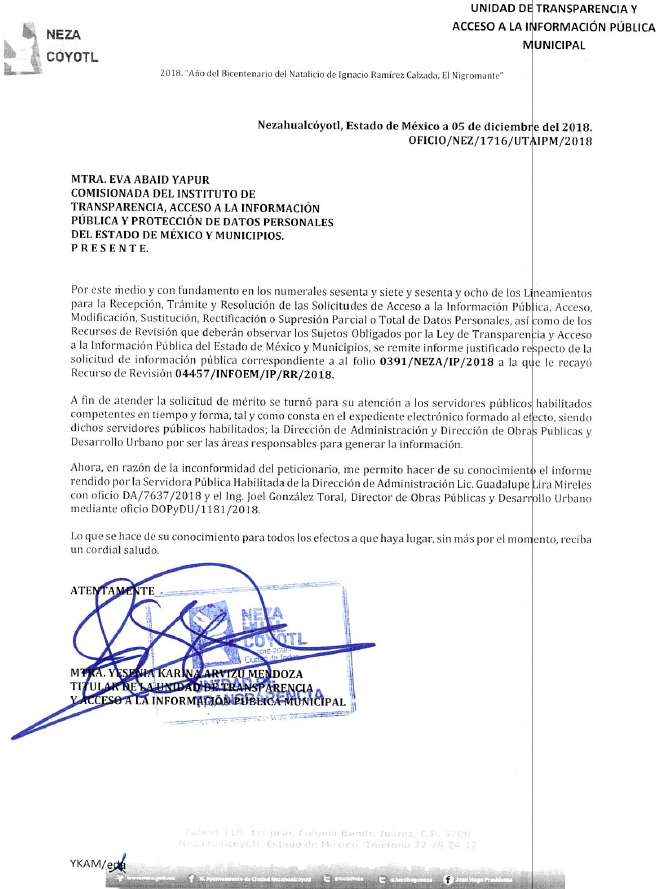 UNIDAD DE TRANSPARENCIA Y
ACCESO A LA INFORMACIÓN PÚBLICA
MUNICIPAL
NEZA
CÓYOTL
2018. "Año del Bicentenario del Natalicio de Ignacio Ramírez Calzada, El Nigromante"
Nezahualcóyotl, Estado de México a 05 de diciembre del 2018.
OFICIO/NEZ/1716/UTAIPM/2018
MTRA. EVA ABAID YAPUR
COMISIONADA DEL INSTITUTO DE
TRANSPARENCIA, ACCESO A LA INFORMACIÓN
PÚBLICA Y PROTECCIÓN DE DATOS PERSONALES
DEL ESTADO DE MÉXICO Y MUNICIPIOS.
P R E S E N T E.
Por este medio y con fundamento en los numerales sesenta y siete y sesenta y ocho de los Lineamientos
para la Recepción, Trámite y Resolución de las Solicitudes de Acceso a la Información Pública, Acceso,
Modificación, Sustitución, Rectificación o Supresión Parcial o Total de Datos Personales, así como de los
Recursos de Revisión que deberán observar los Sujetos Obligados por la Ley de Transparencia y Acceso
a la Información Pública del Estado de México y Municipios, se remite informe justificado respecto de la
solicitud de información pública correspondiente a al folio 0391/NEZA/IP/2018 a la que le recayó
Recurso de Revisión 04457/INFOEM/IP/RR/2018.
A fin de atender la solicitud de mérito se turnó para su atención a los servidores públicos habilitados
competentes en tiempo y forma, tal y como consta en el expediente electrónico formado al efecto, siendo
dichos servidores públicos habilitados; la Dirección de Administración y Dirección de Obras Publicas y
Desarrollo Urbano por ser las áreas responsables para generar la información.
Ahora, en razón de la inconformidad del peticionario, me permito hacer de su conocimiento el informe
rendido por la Servidora Pública Habilitada de la Dirección de Administración Lic. Guadalupe Lira Mireles
con oficio DA/7637/2018 y el Ing. Joel González Toral, Director de Obras Públicas y Desarrollo Urbano
mediante oficio DOPyDU/1181/2018.
Lo que se hace de su conocimiento para todos los efectos a que haya lugar, sin más por el momento, reciba
un cordial saludo.
ATENTAMENTE
NEZA
COYOTL
MTRA. YESENIA KARINA ARVIZU MENDOZA
TITULAR DE LA UNIDAD DE TRANSPARENCIA
Y ACCESO A LA INFORMACIÓN PÚBLICA MUNICIPAL
UNIDAD DE
TRANSPARENCIA
Nezahualcóyotl, Estado de México, Teléfono
YKAM/eda
H. Ayuntamiento de Ciudad Nezahualcóyotl